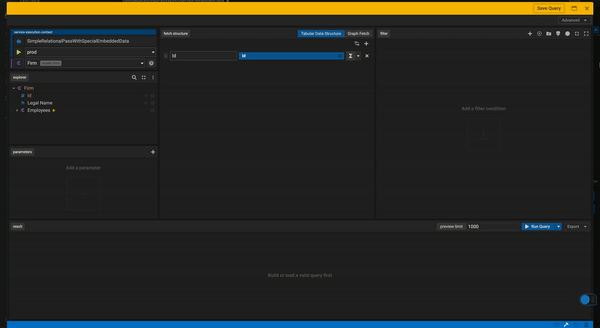 Save Query
Advanced
service execution context
SimpleRelationalPassWithSpecialEmbeddedData
prod
Firm
explorer
Firm
Id
Legal Name
Employees
parameters
Add a parameter
fetch structure
Tabular Data Structure
Graph Fetch
Id
Id
filter
Add a filter condition
result
preview limit
1000
Run Query
Export
Build or load a valid query first